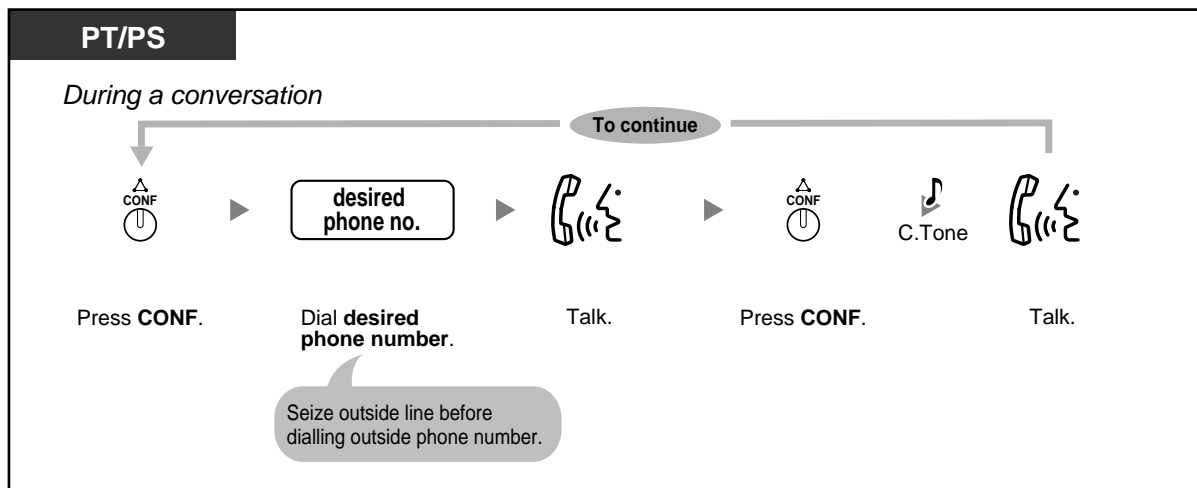 PT/PS
During a conversation
To continue
CONF
desired
phone no.
CONF
C.Tone
Press CONF.
Dial desired
phone number.
Talk.
Press CONF.
Talk.
Seize outside line before
dialling outside phone number.